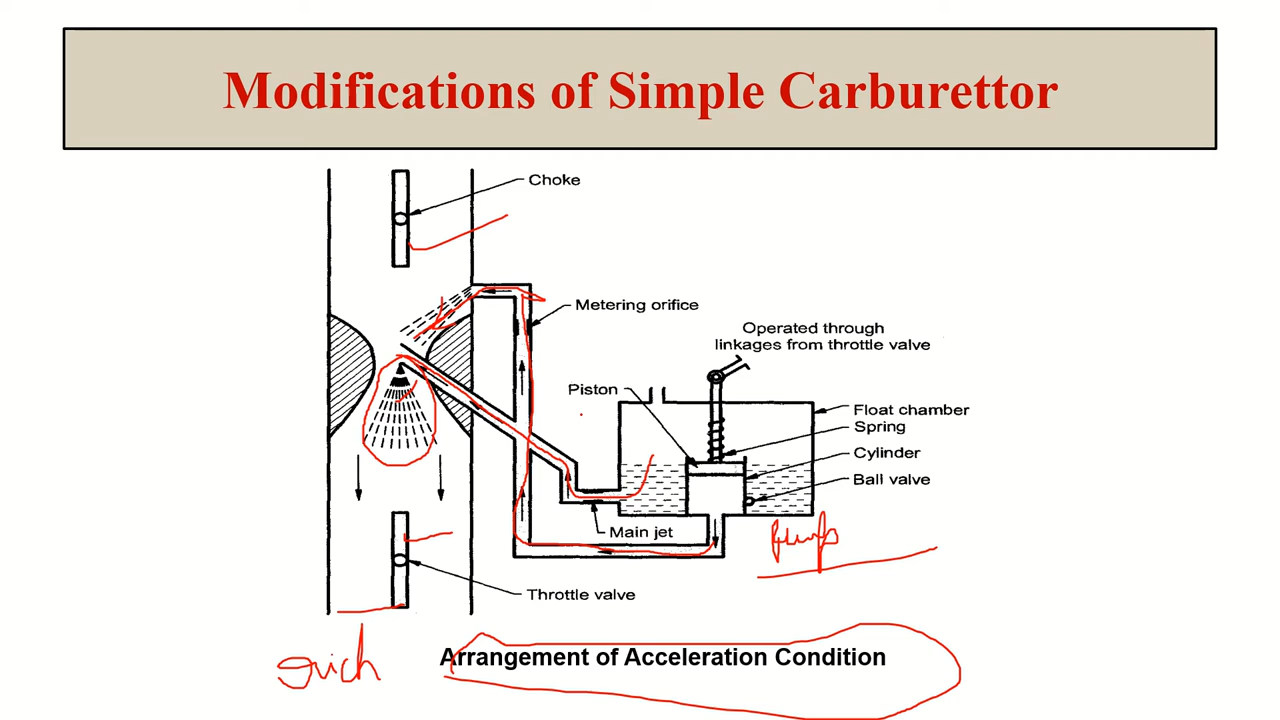 Modifications of Simple Carburettor
Choke
Metering orifice
Operated through
linkages from throttle valve
Piston
Float chamber
Spring
Cylinder
Ball valve
Main jet
pump
Throttle valve
rich
Arrangement of Acceleration Condition